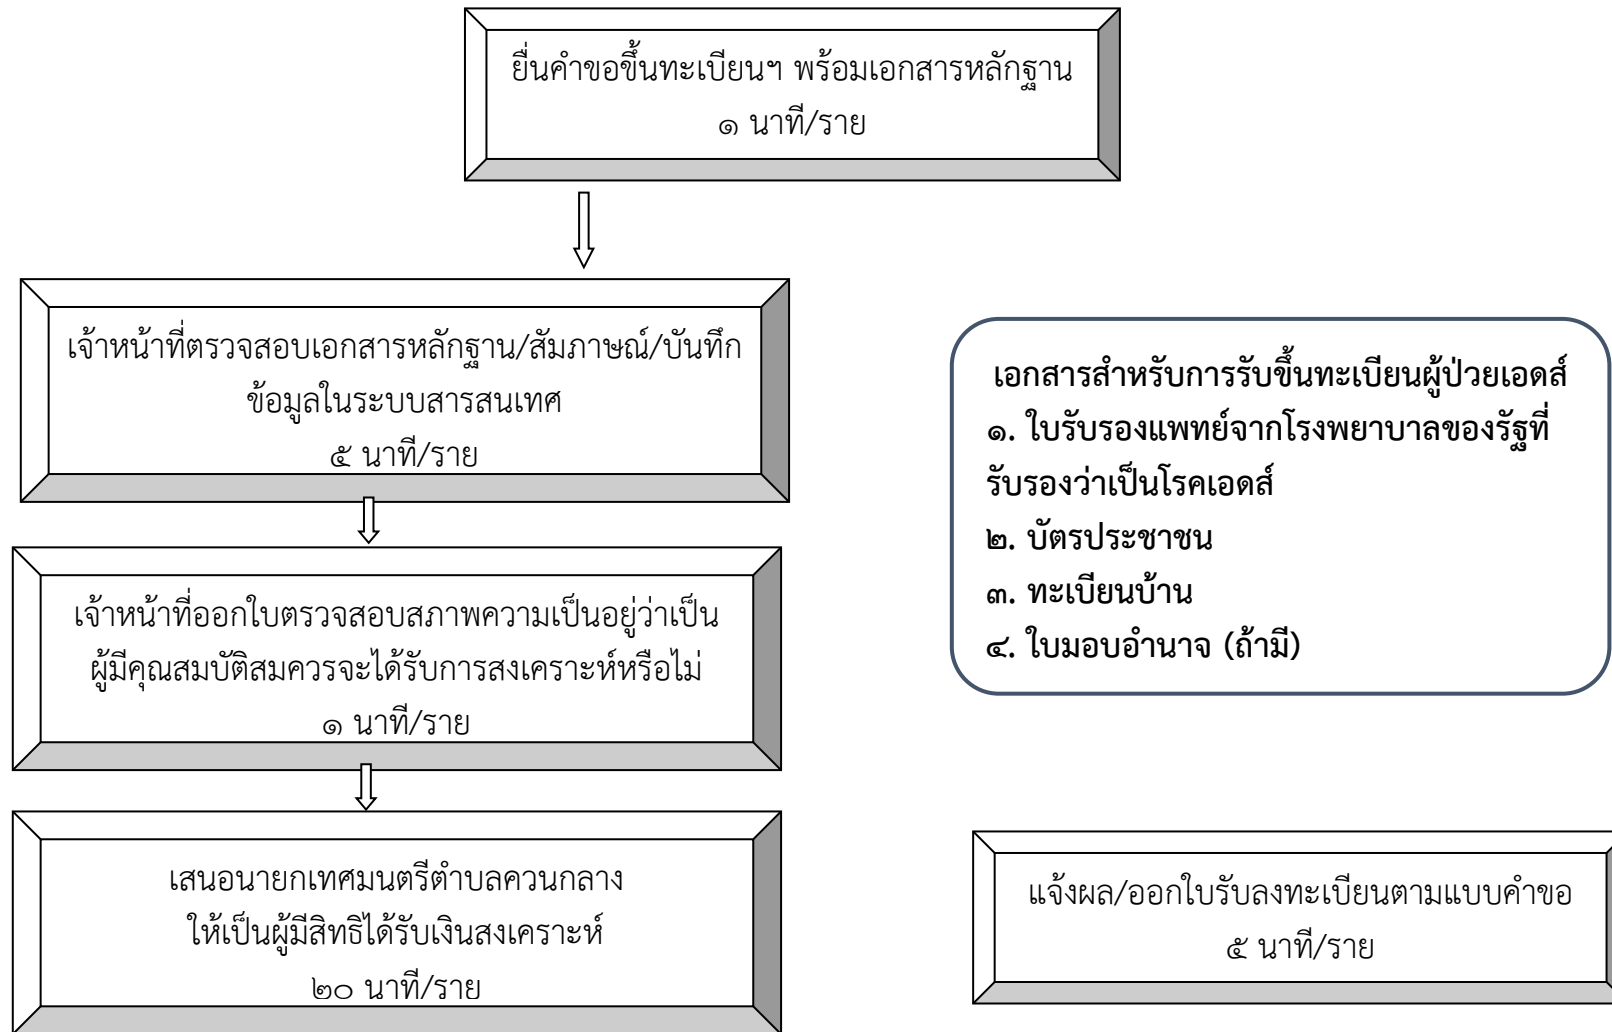 ยื่นคำขอขึ้นทะเบียนฯ พร้อมเอกสารหลักฐาน
๑ นาที/ราย
เจ้าหน้าที่ตรวจสอบเอกสารหลักฐาน/สัมภาษณ์/บันทึก
ข้อมูลในระบบสารสนเทศ
๕ นาที/ราย
เจ้าหน้าที่ออกใบตรวจสอบสภาพความเป็นอยู่ว่าเป็น
ผู้มีคุณสมบัติสมควรจะได้รับการสงเคราะห์หรือไม่
๑ นาที/ราย
เสนอนายกเทศมนตรีตำบลควนกลาง
ให้เป็นผู้มีสิทธิได้รับเงินสงเคราะห์
๒๐ นาที/ราย
เอกสารสำหรับการรับขึ้นทะเบียนผู้ป่วยเอดส์
๑. ใบรับรองแพทย์จากโรงพยาบาลของรัฐที่
รับรองว่าเป็นโรคเอดส์
๒. บัตรประชาชน
๓. ทะเบียนบ้าน
๔. ใบมอบอำนาจ (ถ้ามี)
แจ้งผล/ออกใบรับลงทะเบียนตามแบบคำขอ
๕ นาที/ราย